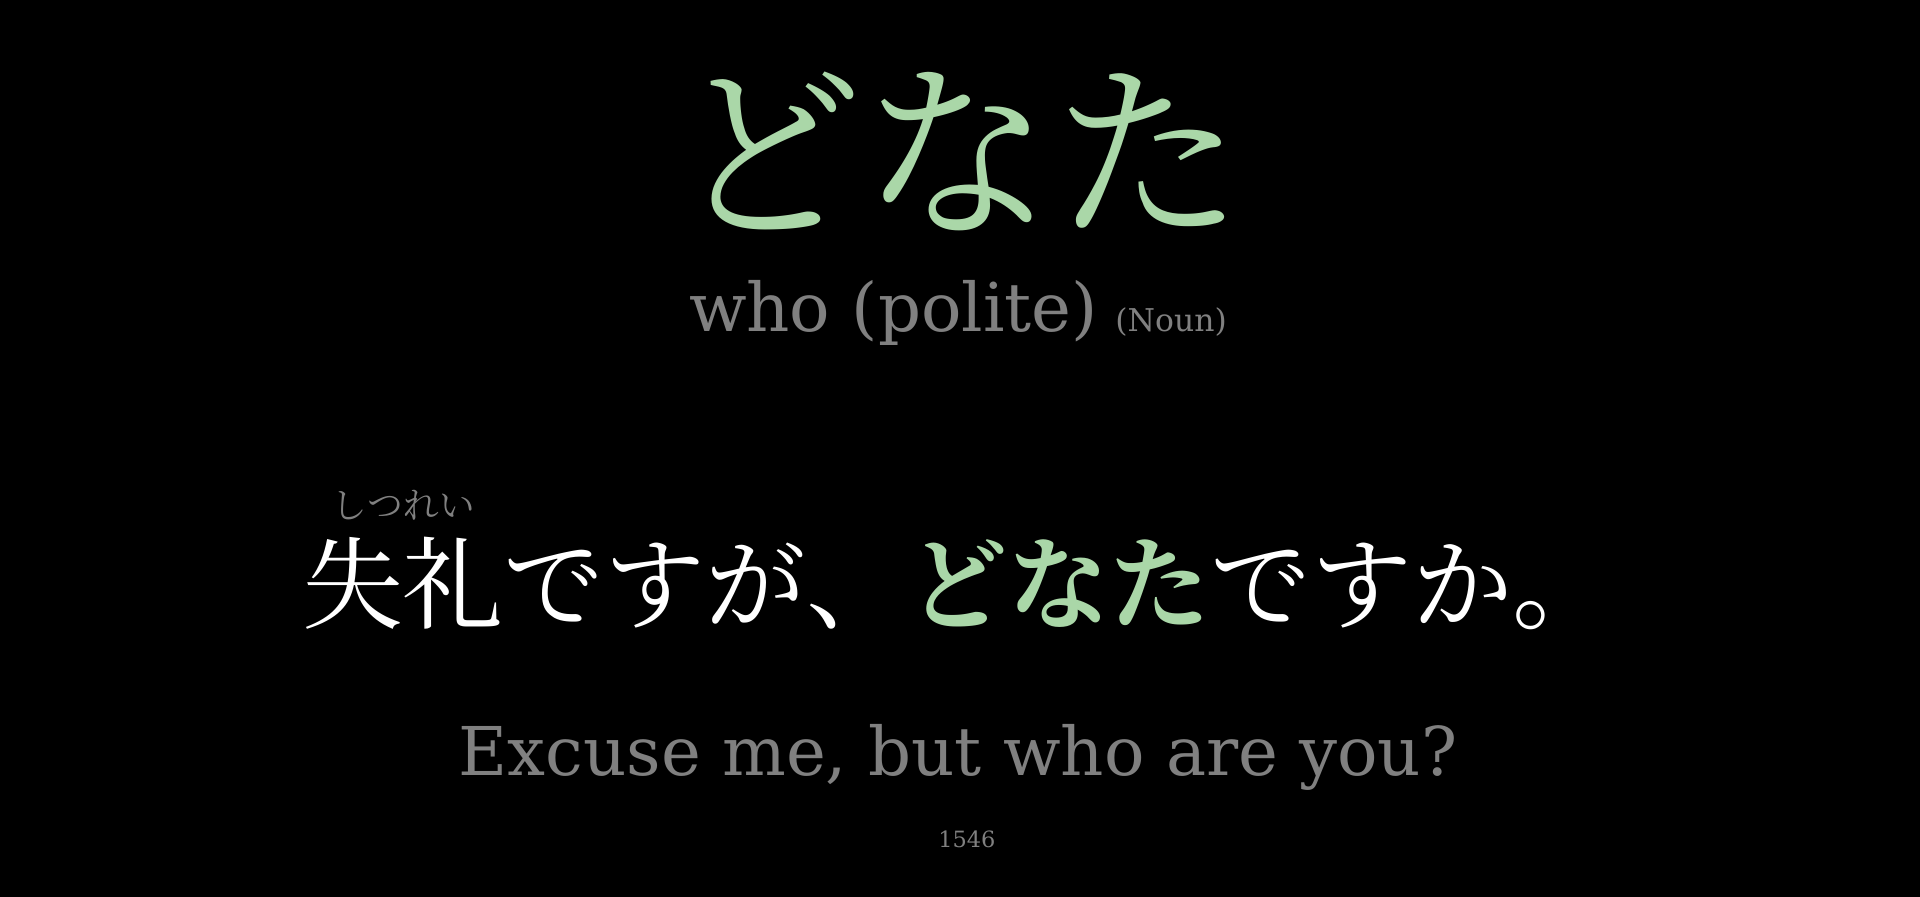 どなた
who (polite) (Noun)
しつれい
失礼ですが、どなたですか。
Excuse me, but who are you?
1546